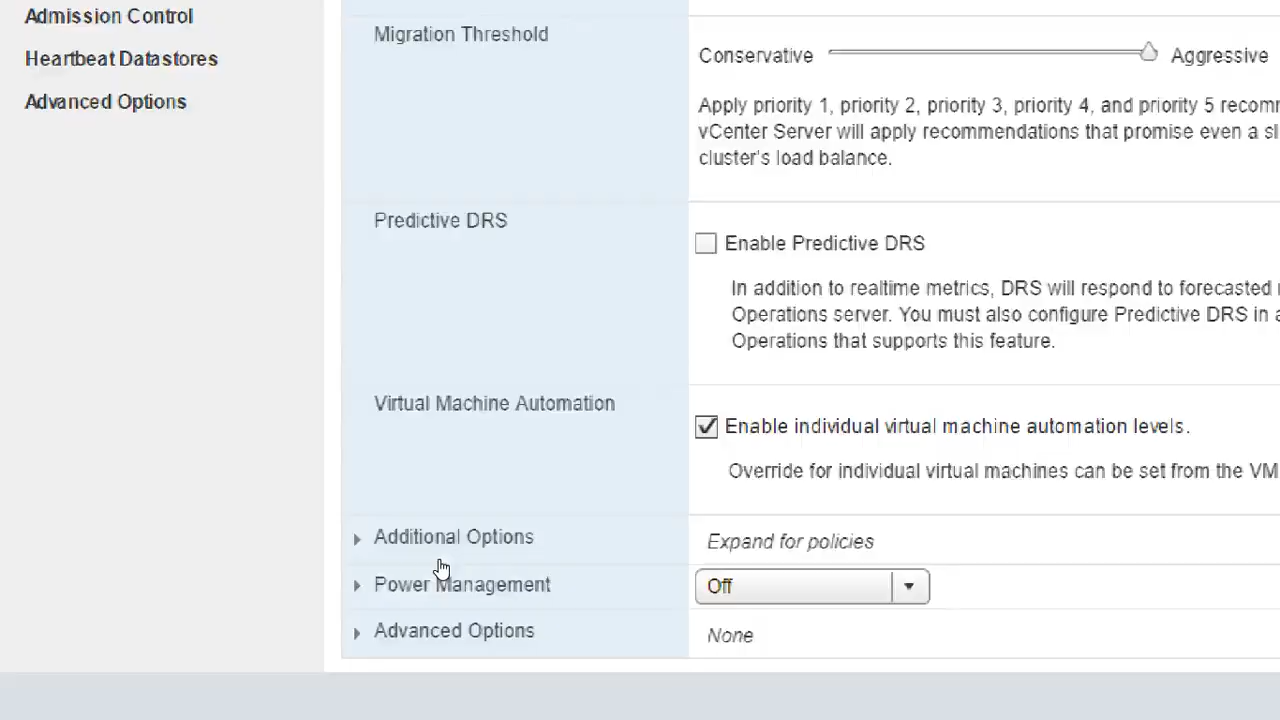 Admission Control
Heartbeat Datastores
Advanced Options
Migration Threshold
Conservative
Aggressive
Apply priority 1, priority 2, priority 3, priority 4, and priority 5
vCenter Server will apply recommendations that promise even a
cluster's load balance.
Predictive DRS
Enable Predictive DRS
In addition to realtime metrics, DRS will respond to forecasted
Operations server. You must also configure Predictive DRS in
Operations that supports this feature.
Virtual Machine Automation
Enable individual virtual machine automation levels.
Override for individual virtual machines can be set from the VM
Additional Options
Expand for policies
Power Management
Off
Advanced Options
None